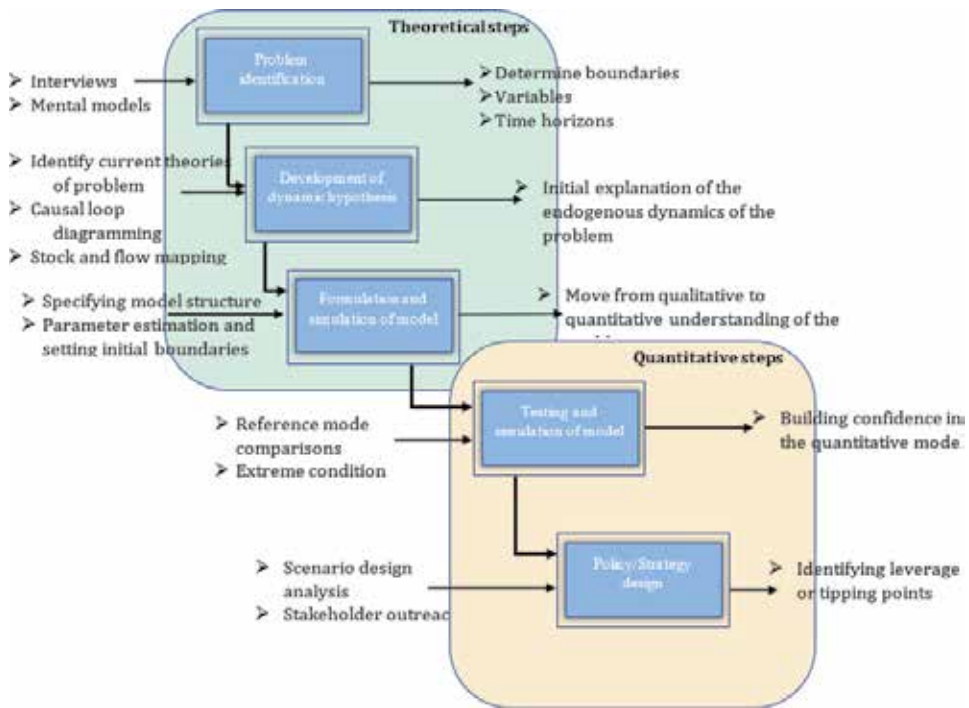 Theoretical steps
Problem
identification
➢ Interviews
➢ Mental models
➢ Determine boundaries
➢ Variables
➢ Time horizons
➢ Identify current theories
of problem
➢ Causal loop
diagramming
➢ Stock and flow mapping
Development of
dynamic hypothesis
➢ Initial explanation of the
endogenous dynamics of the
problem
➢ Specifying model structure
➢ Parameter estimation and
setting initial boundaries
Formulation and
simulation of model
➢ Move from qualitative to
quantitative understanding of the
Quantitative steps
➢ Reference mode
comparisons
➢ Extreme condition
Testing and
simulation of model
➢ Building confidence in
the quantitative mode
➢ Scenario design
analysis
➢ Stakeholder outreac
Policy/Strategy
design
➢ Identifying leverage
or tipping points